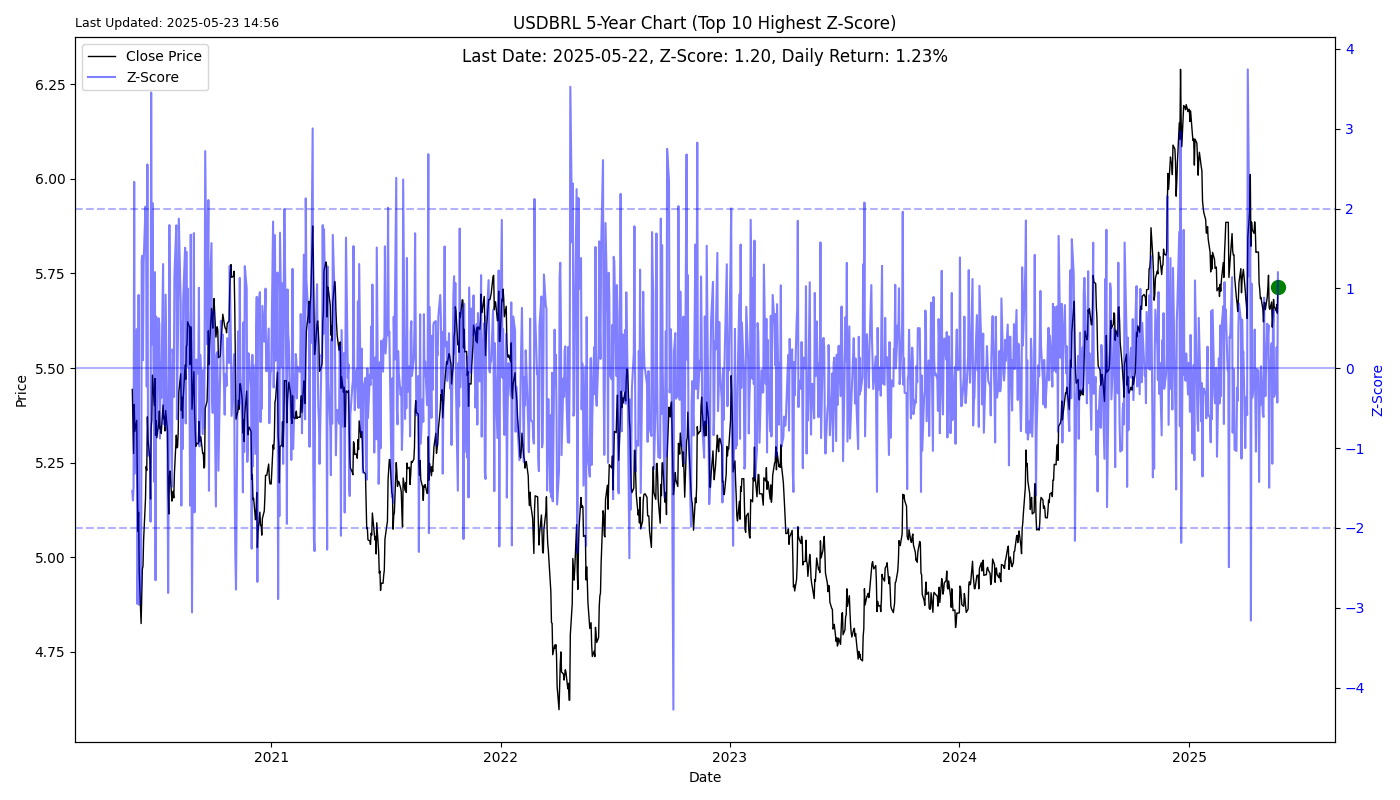 Last Updated: 2025-05-23 14:56
USDBRL 5-Year Chart (Top 10 Highest Z-Score)
Last Date: 2025-05-22, Z-Score: 1.20, Daily Return: 1.23%
Close Price
Z-Score
6.25
6.00
5.75
5.50
5.25
5.00
4.75
Price
4
3
2
1
0
−1
−2
−3
−4
Z-Score
2021
2022
2023
2024
2025
Date